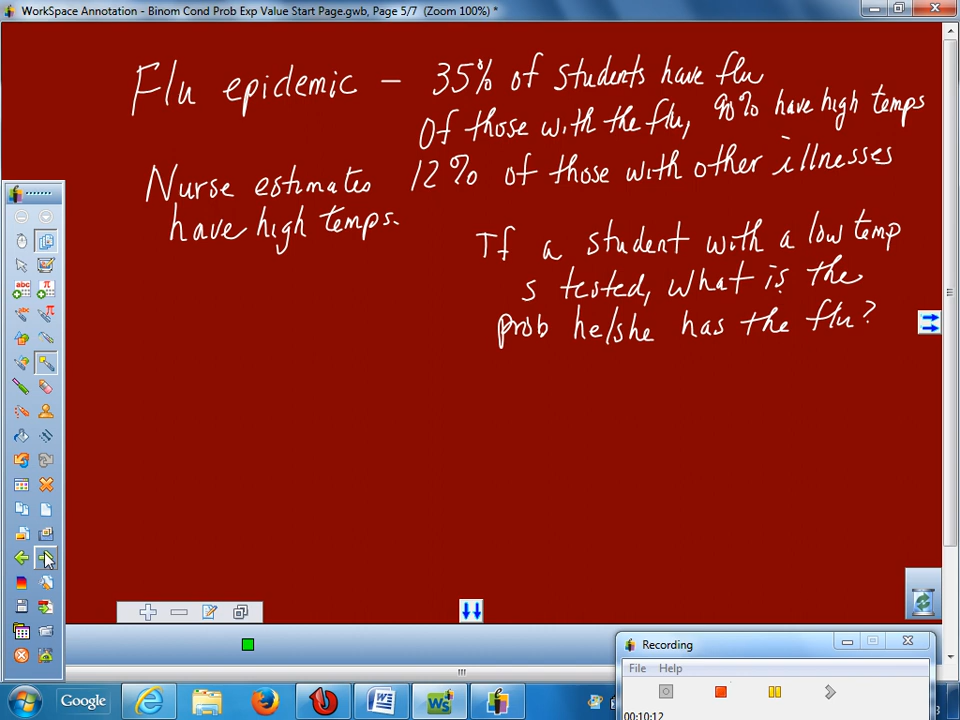 WorkSpace Annotation - Binom Cond Prob Exp Value Start Page.gwb, Page 5/7 (Zoom 100%) *
Flu epidemic – 35% of students have flu
Of those with the flu, 90% have high temps
Nurse estimates 12% of those with other illnesses
have high temps.
If a student with a low temp
s tested, what is the
prob he/she has the flu?
Recording
File Help
00:10:12
Google